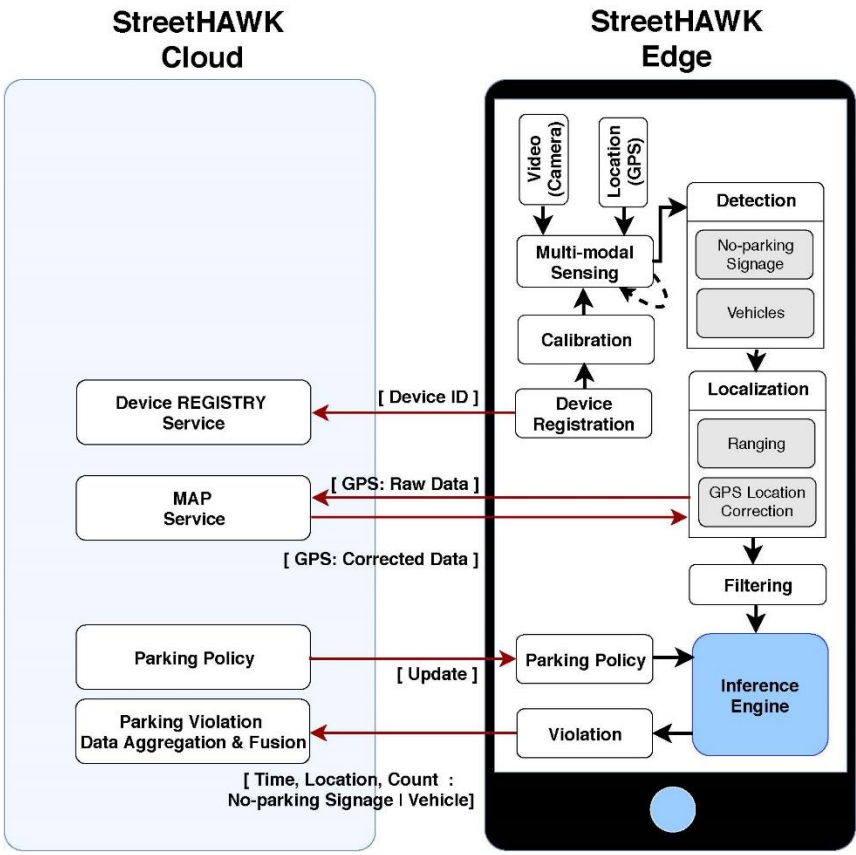 StreetHAWK
Cloud
StreetHAWK
Edge
Video
(Camera)
Location
(GPS)
Multi-modal
Sensing
Calibration
Device
Registration
Detection
No-parking
Signage
Vehicles
Localization
Ranging
GPS Location
Correction
Filtering
Inference
Engine
Device REGISTRY
Service
[ Device ID ]
MAP
Service
[ GPS: Raw Data ]
[ GPS: Corrected Data ]
Parking Policy
[ Update ]
Parking Policy
Parking Violation
Data Aggregation & Fusion
Violation
[ Time, Location, Count :
No-parking Signage | Vehicle]